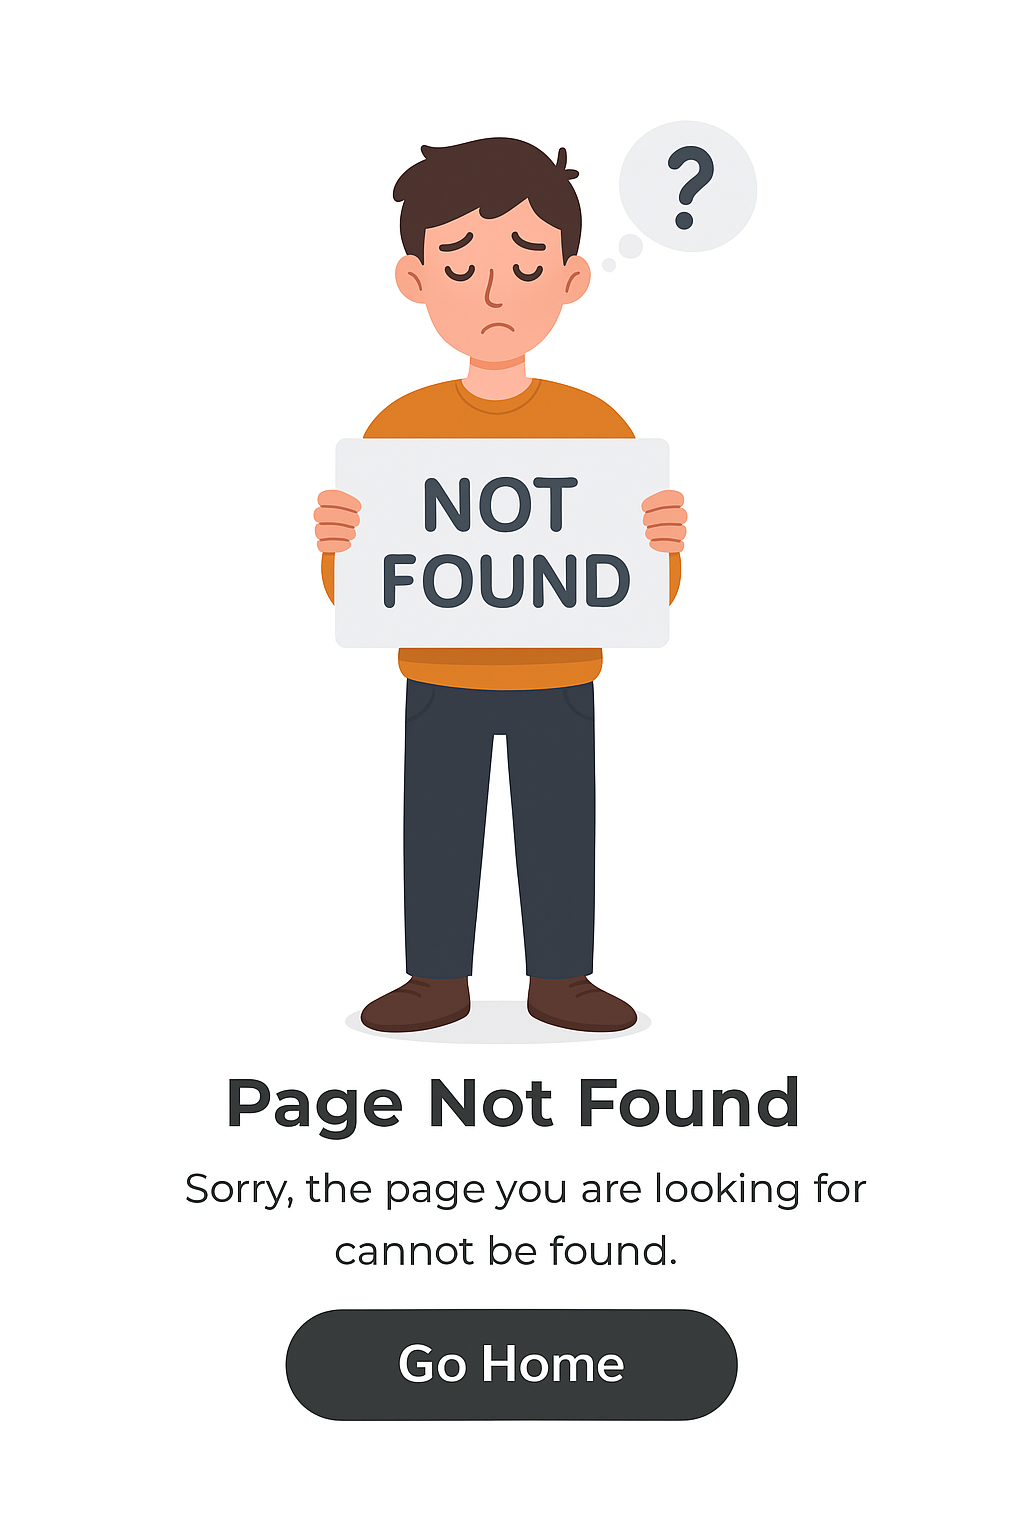 ?
NOT
FOUND
Page Not Found
Sorry, the page you are looking for
cannot be found.
Go Home